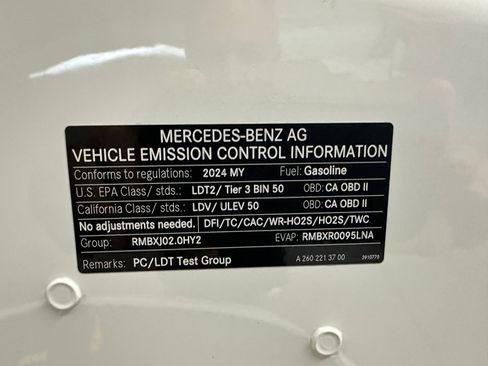 MERCEDES-BENZ AG
VEHICLE EMISSION CONTROL INFORMATION
Conforms to regulations: 2024 MY Fuel: Gasoline
U.S. EPA Class/ stds.: LDT2/ Tier 3 BIN 50 OBD: CA OBD II
California Class/ stds.: LDV/ ULEV 50 OBD: CA OBD II
No adjustments needed. DFI/TC/CAC/WR-HO2S/HO2S/TWC
Group: RMBXJ02.0HY2 EVAP: RMBXR0095LNA
Remarks: PC/LDT Test Group A 260 221 37 00 3910770